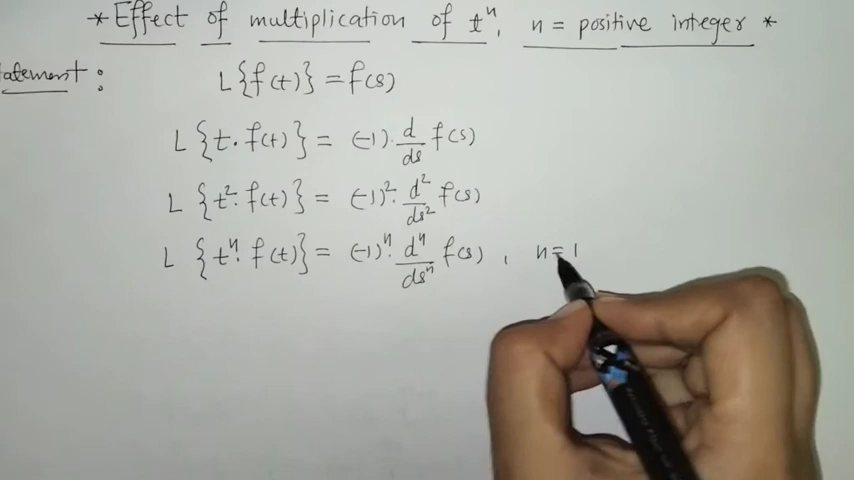 *Effect of multiplication of tⁿ, n = positive integer *
tatement : L{f(t)} = f(s)
L {t· f(t)} = (-1)· d/ds f(s)
L {t²· f(t)} = (-1)²· d²/ds² f(s)
L {tⁿ· f(t)} = (-1)ⁿ· dⁿ/dsⁿ f(s) , n=1